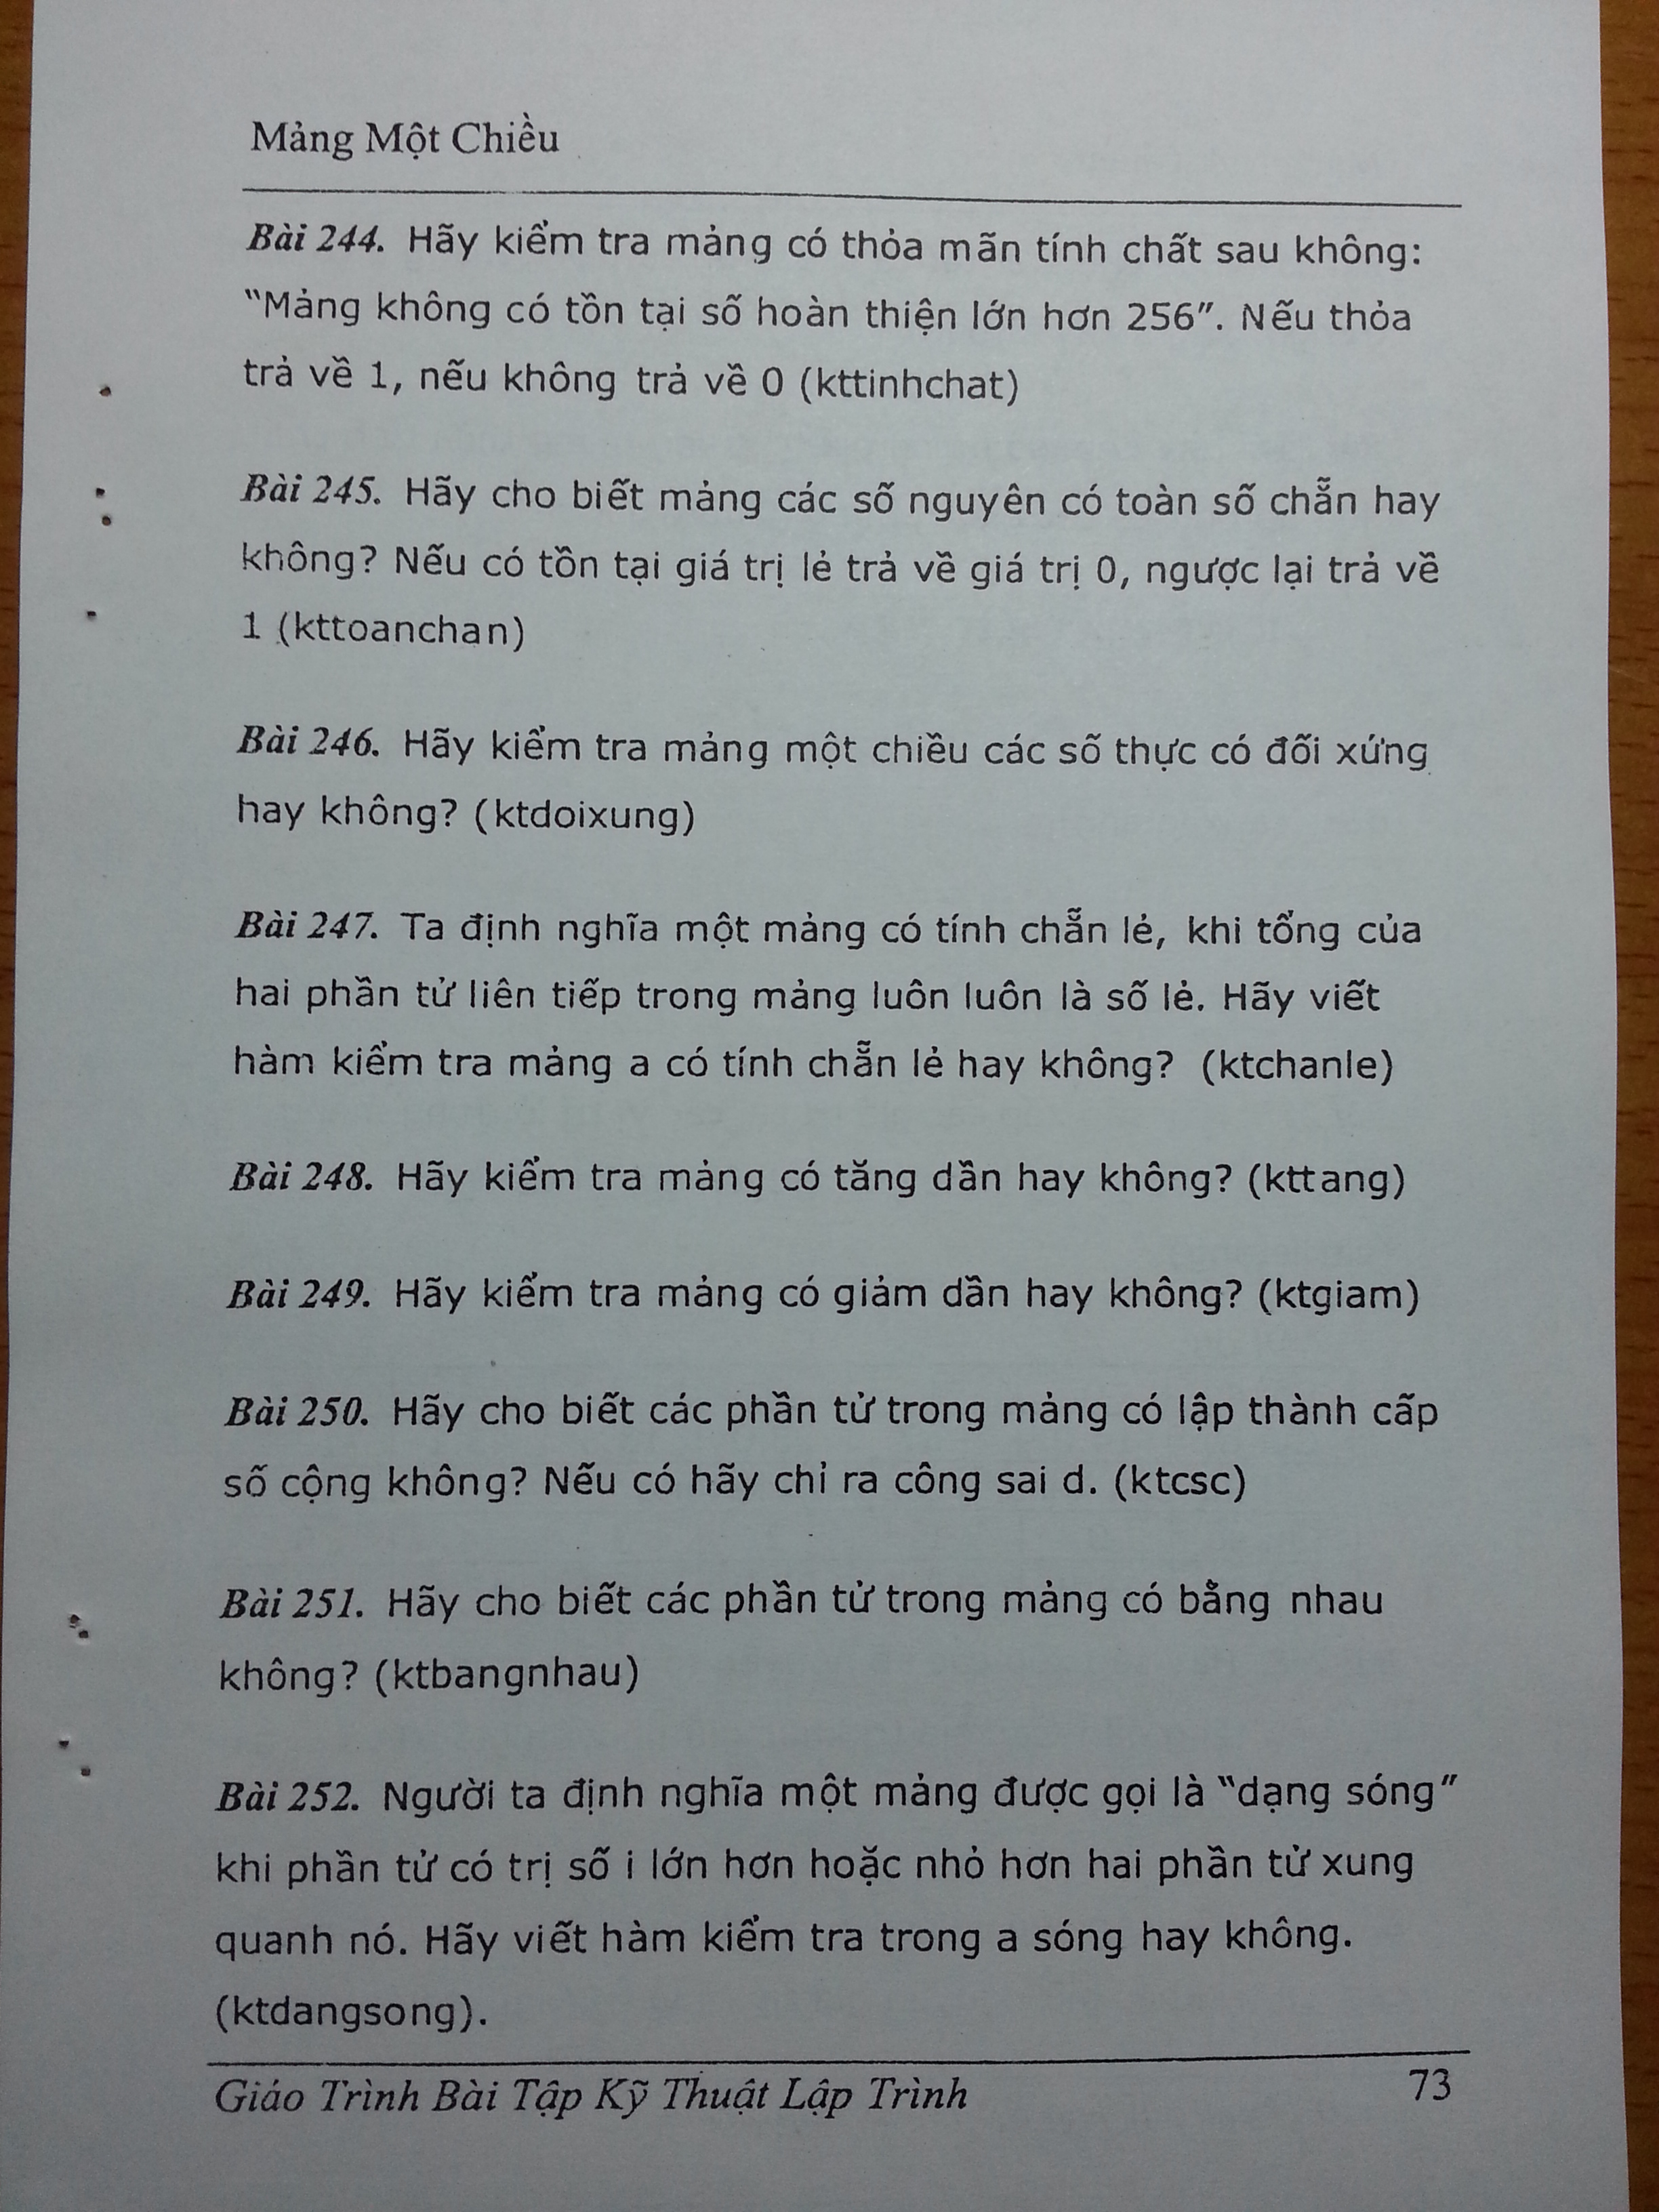 Mảng Một Chiều
Bài 244. Hãy kiểm tra mảng có thỏa mãn tính chất sau không:
“Mảng không có tồn tại số hoàn thiện lớn hơn 256”. Nếu thỏa
trả về 1, nếu không trả về 0 (kttinhchat)
Bài 245. Hãy cho biết mảng các số nguyên có toàn số chẵn hay
không? Nếu có tồn tại giá trị lẻ trả về giá trị 0, ngược lại trả về
1 (kttoanchan)
Bài 246. Hãy kiểm tra mảng một chiều các số thực có đối xứng
hay không? (ktdoixung)
Bài 247. Ta định nghĩa một mảng có tính chẵn lẻ, khi tổng của
hai phần tử liên tiếp trong mảng luôn luôn là số lẻ. Hãy viết
hàm kiểm tra mảng a có tính chẵn lẻ hay không? (ktchanle)
Bài 248. Hãy kiểm tra mảng có tăng dần hay không? (kttang)
Bài 249. Hãy kiểm tra mảng có giảm dần hay không? (ktgiam)
Bài 250. Hãy cho biết các phần tử trong mảng có lập thành cấp
số cộng không? Nếu có hãy chỉ ra công sai d. (ktcsc)
Bài 251. Hãy cho biết các phần tử trong mảng có bằng nhau
không? (ktbangnhau)
Bài 252. Người ta định nghĩa một mảng được gọi là “dạng sóng”
khi phần tử có trị số i lớn hơn hoặc nhỏ hơn hai phần tử xung
quanh nó. Hãy viết hàm kiểm tra trong a sóng hay không.
(ktdangsong).
Giáo Trình Bài Tập Kỹ Thuật Lập Trình 73